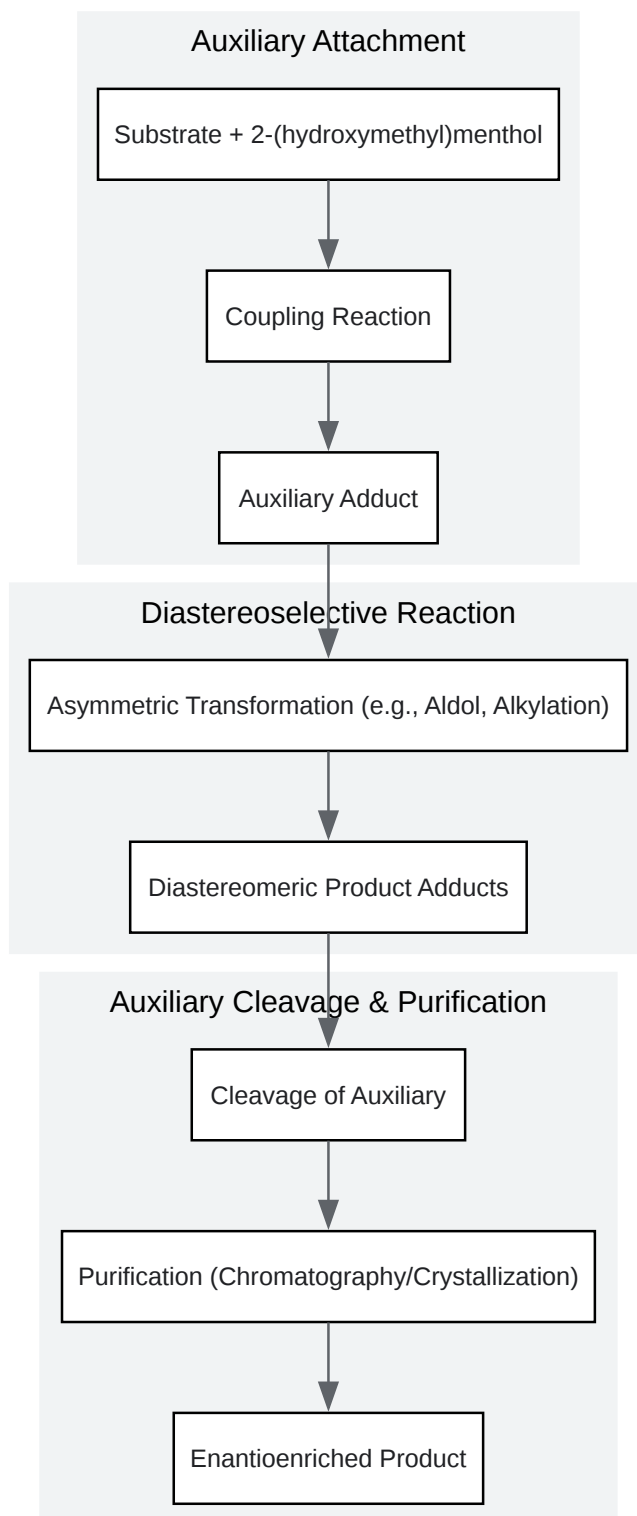 Auxiliary Attachment
Substrate + 2-(hydroxymethyl)menthol
Coupling Reaction
Auxiliary Adduct
Diastereoselective Reaction
Asymmetric Transformation (e.g., Aldol, Alkylation)
Diastereomeric Product Adducts
Auxiliary Cleavage & Purification
Cleavage of Auxiliary
Purification (Chromatography/Crystallization)
Enantioenriched Product